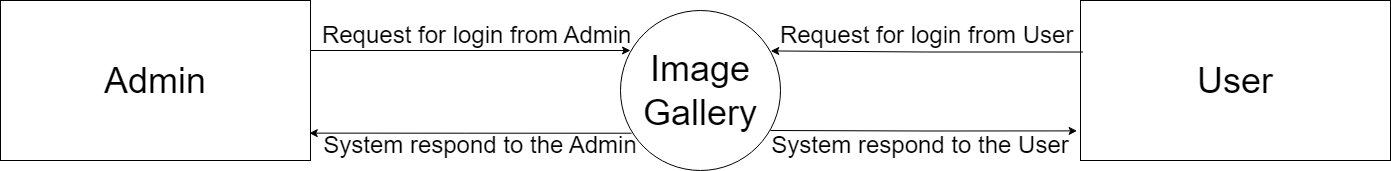 Request for login from Admin
Request for login from User
Admin
Image
Gallery
User
System respond to the Admin
System respond to the User